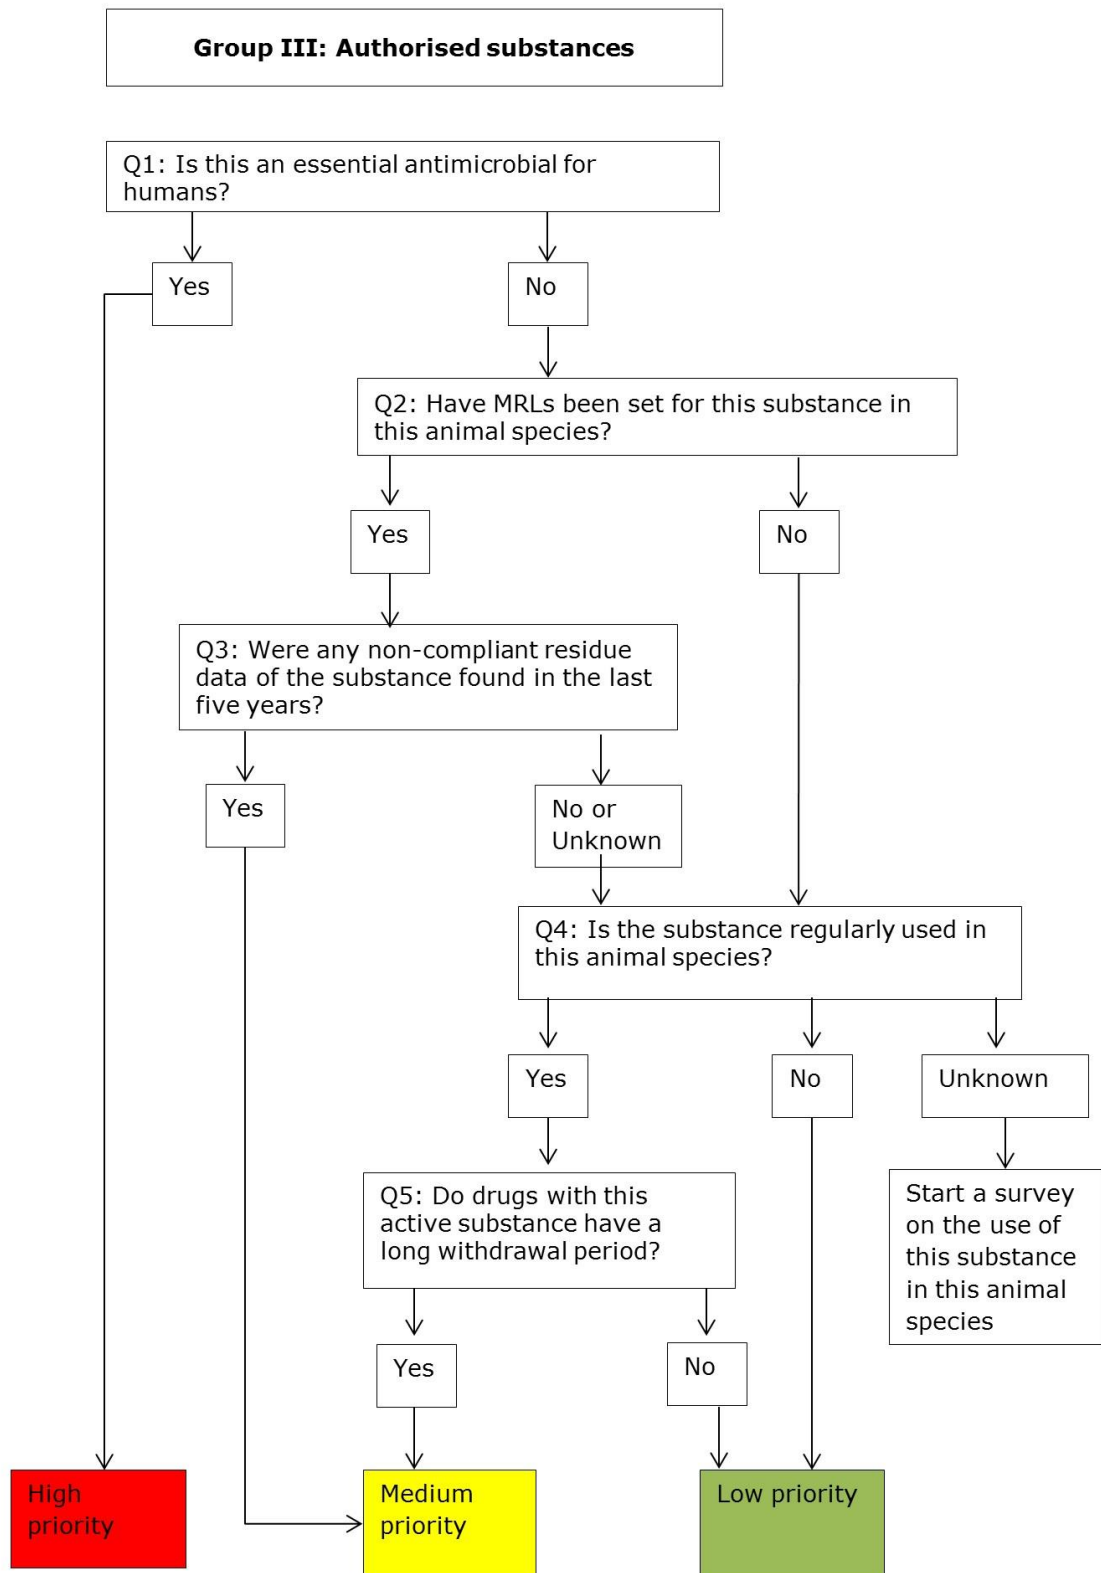 Group III: Authorised substances
Q1: Is this an essential antimicrobial for
humans?
Yes
No
Q2: Have MRLs been set for this substance in
this animal species?
Yes
No
Q3: Were any non-compliant residue
data of the substance found in the last
five years?
Yes
No or
Unknown
Q4: Is the substance regularly used in
this animal species?
Yes
No
Unknown
Q5: Do drugs with this
active substance have a
long withdrawal period?
Start a survey
on the use of
this substance
in this animal
species
Yes
No
High
priority
Medium
priority
Low priority